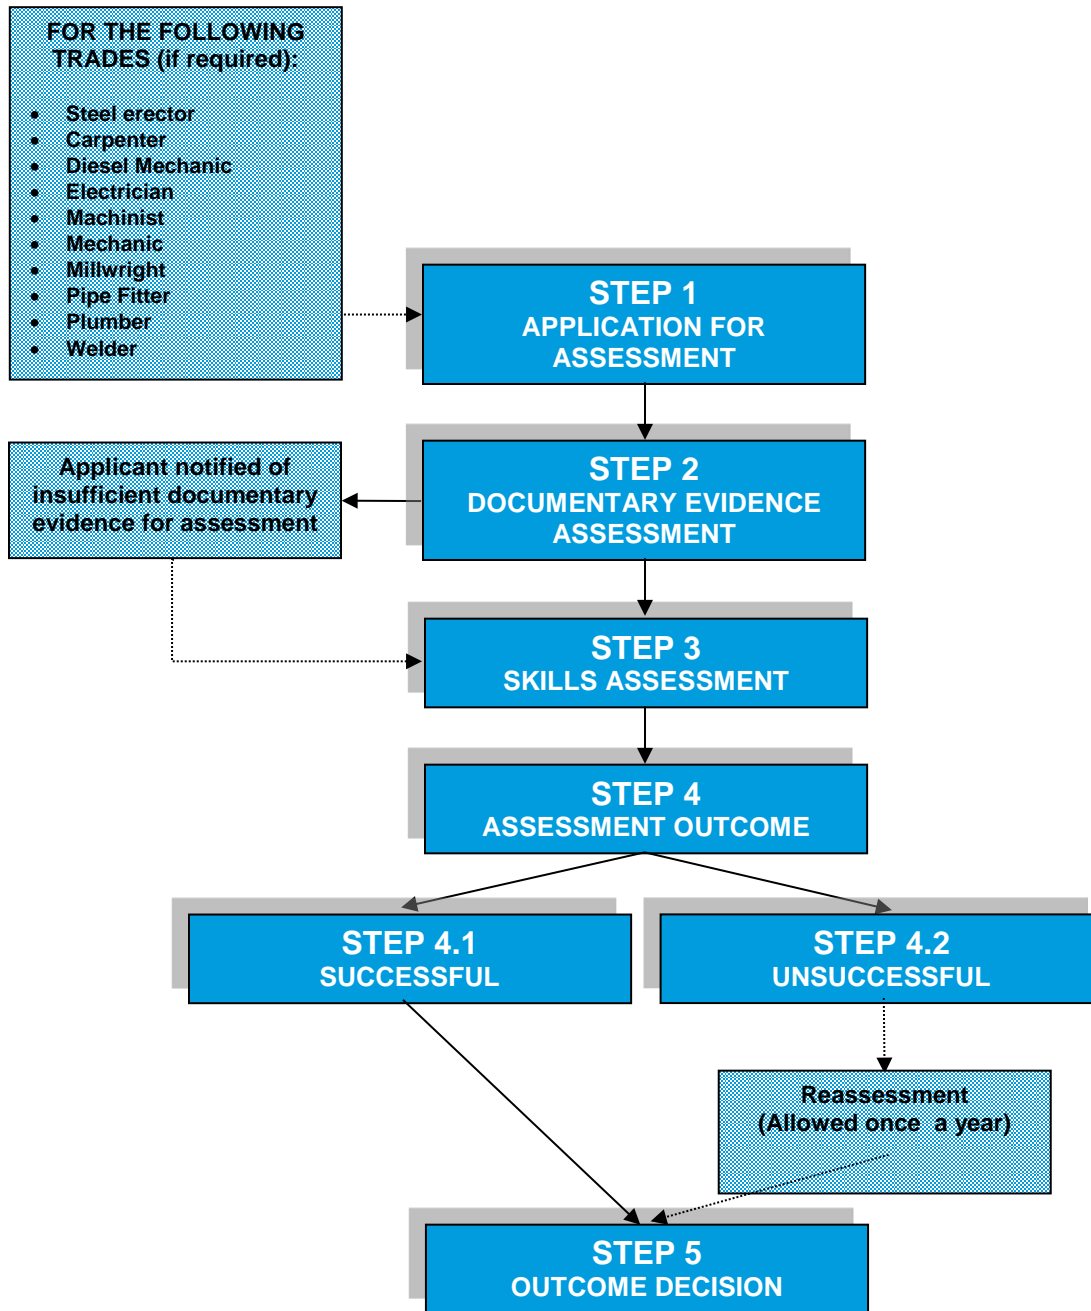 FOR THE FOLLOWING
TRADES (if required):
• Steel erector
• Carpenter
• Diesel Mechanic
• Electrician
• Machinist
• Mechanic
• Millwright
• Pipe Fitter
• Plumber
• Welder
STEP 1
APPLICATION FOR
ASSESSMENT
STEP 2
DOCUMENTARY EVIDENCE
ASSESSMENT
Applicant notified of
insufficient documentary
evidence for assessment
STEP 3
SKILLS ASSESSMENT
STEP 4
ASSESSMENT OUTCOME
STEP 4.1
SUCCESSFUL
STEP 4.2
UNSUCCESSFUL
Reassessment
(Allowed once a year)
STEP 5
OUTCOME DECISION